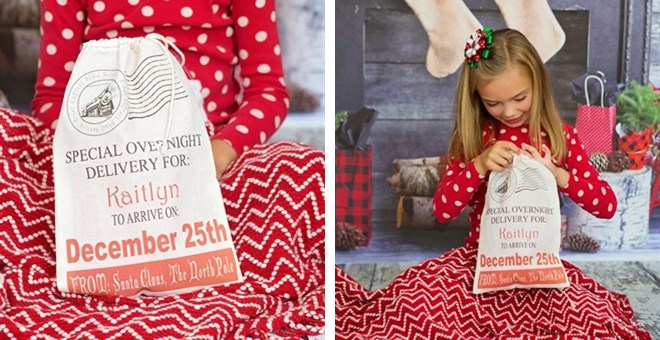 SPECIAL OVERNIGHT
DELIVERY FOR:
Kaitlyn
TO ARRIVE ON:
December 25th
FROM: Santa Claus, The North Pole
SPECIAL OVERNIGHT
DELIVERY FOR:
Kaitlyn
TO ARRIVE ON:
December 25th
FROM: Santa Claus, The North Pole